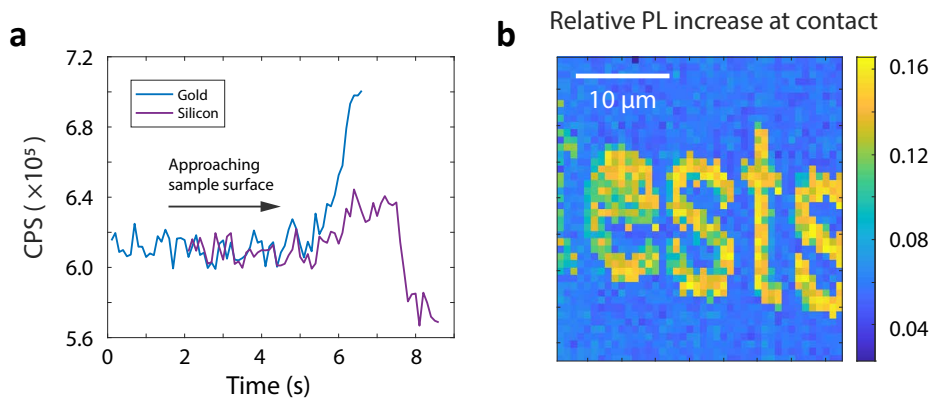 a
7.2
6.8
6.4
6.0
5.6
CPS ( ×10⁵)
Gold
Silicon
Approaching
sample surface
0 2 4 6 8
Time (s)
b
Relative PL increase at contact
10 μm
ests
0.16
0.12
0.08
0.04